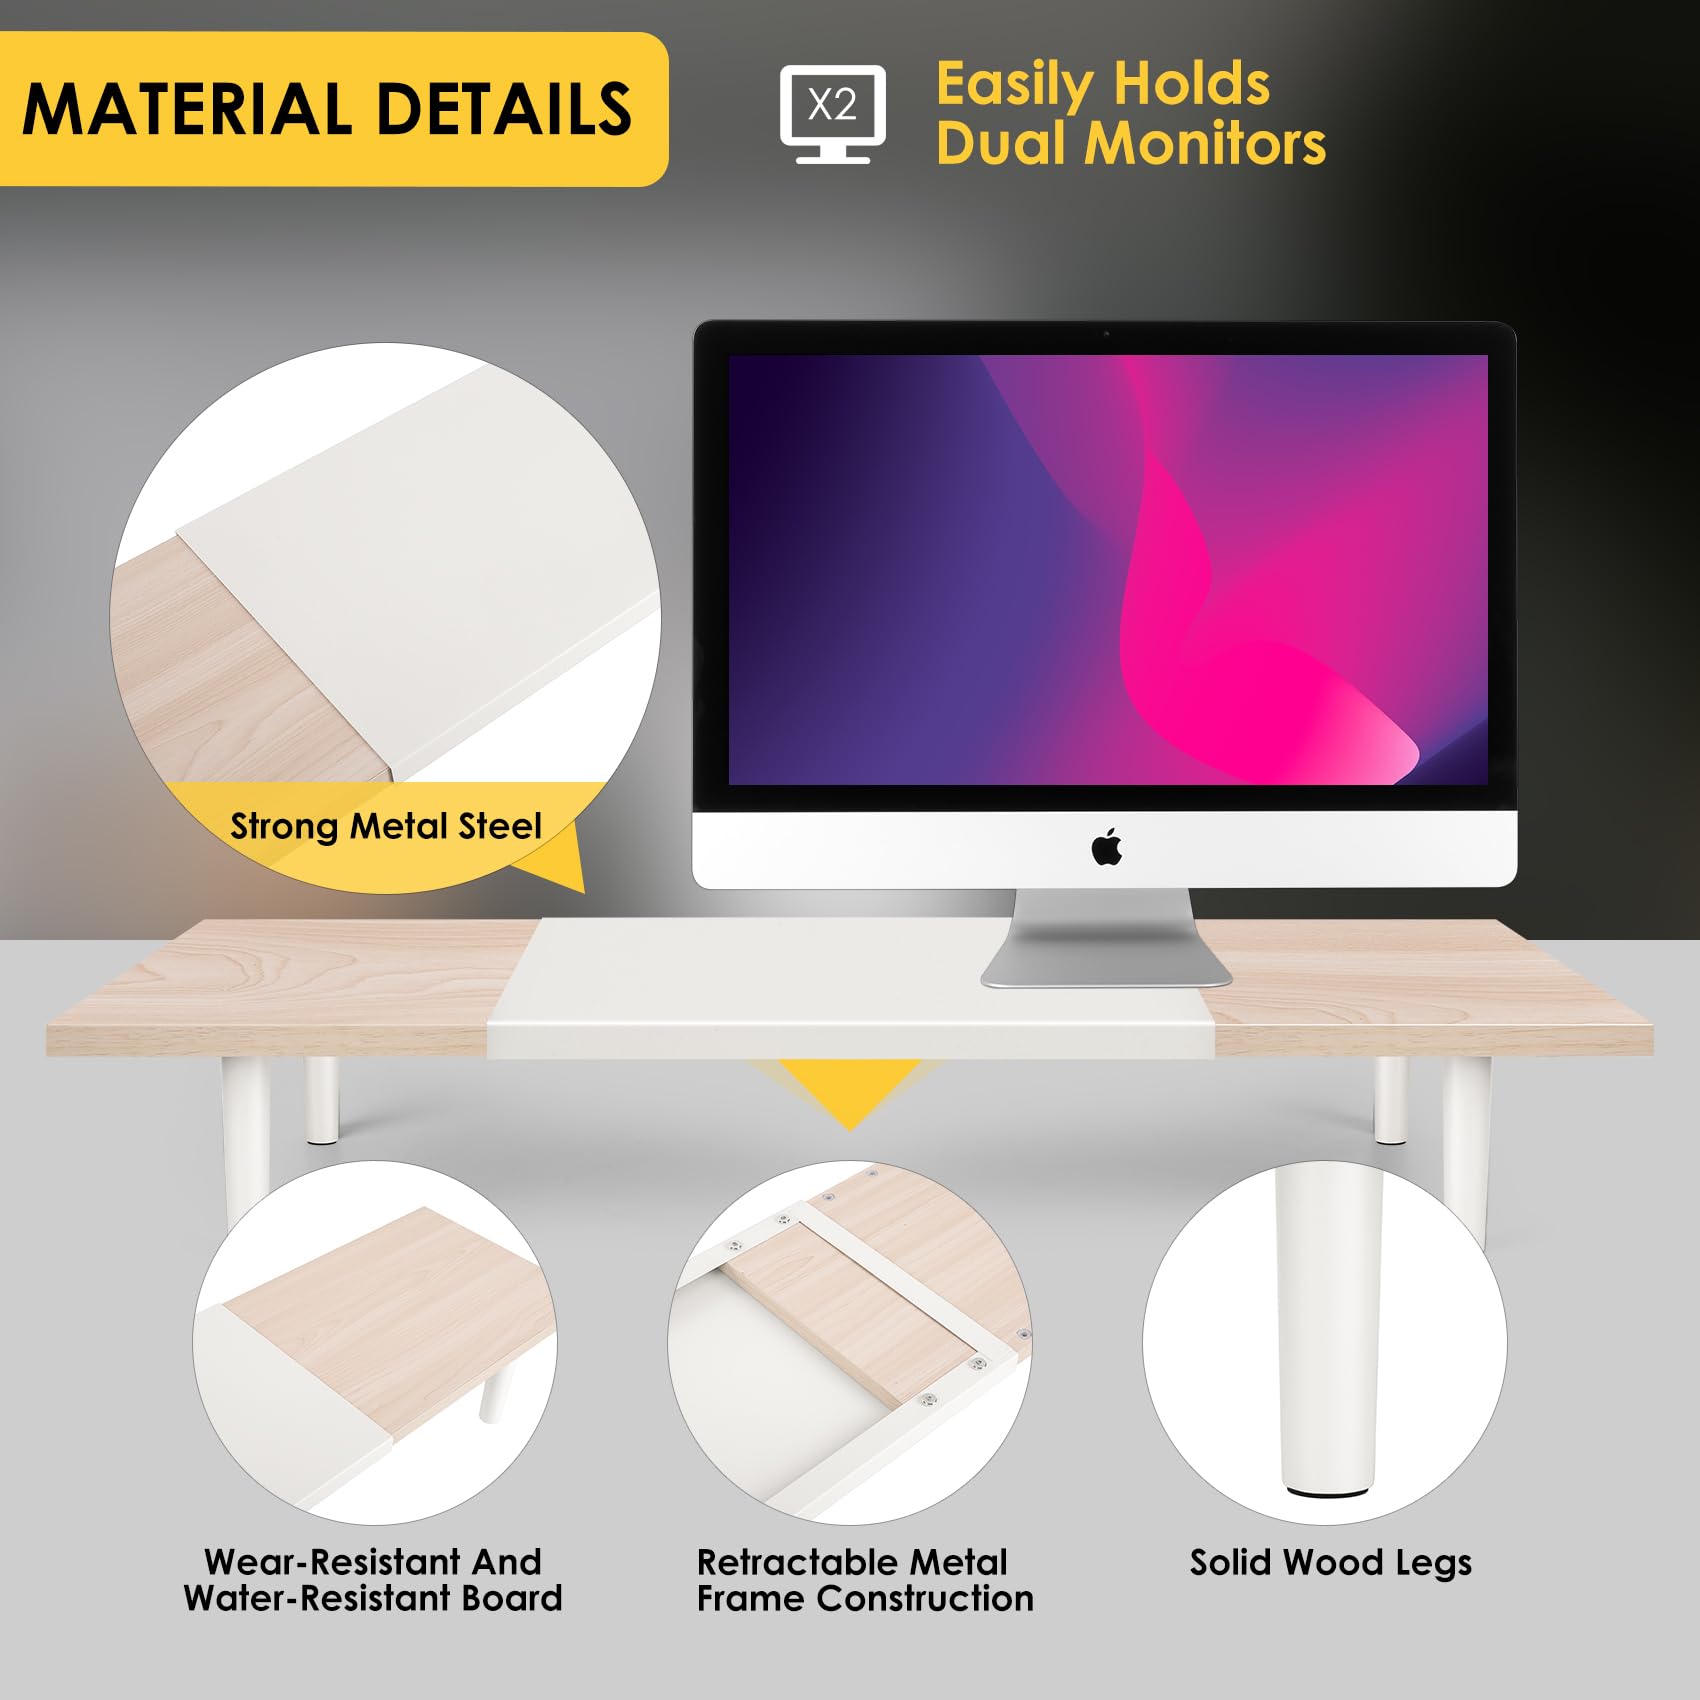 MATERIAL DETAILS
X2
Easily Holds
Dual Monitors
Strong Metal Steel
Wear-Resistant And
Water-Resistant Board
Retractable Metal
Frame Construction
Solid Wood Legs